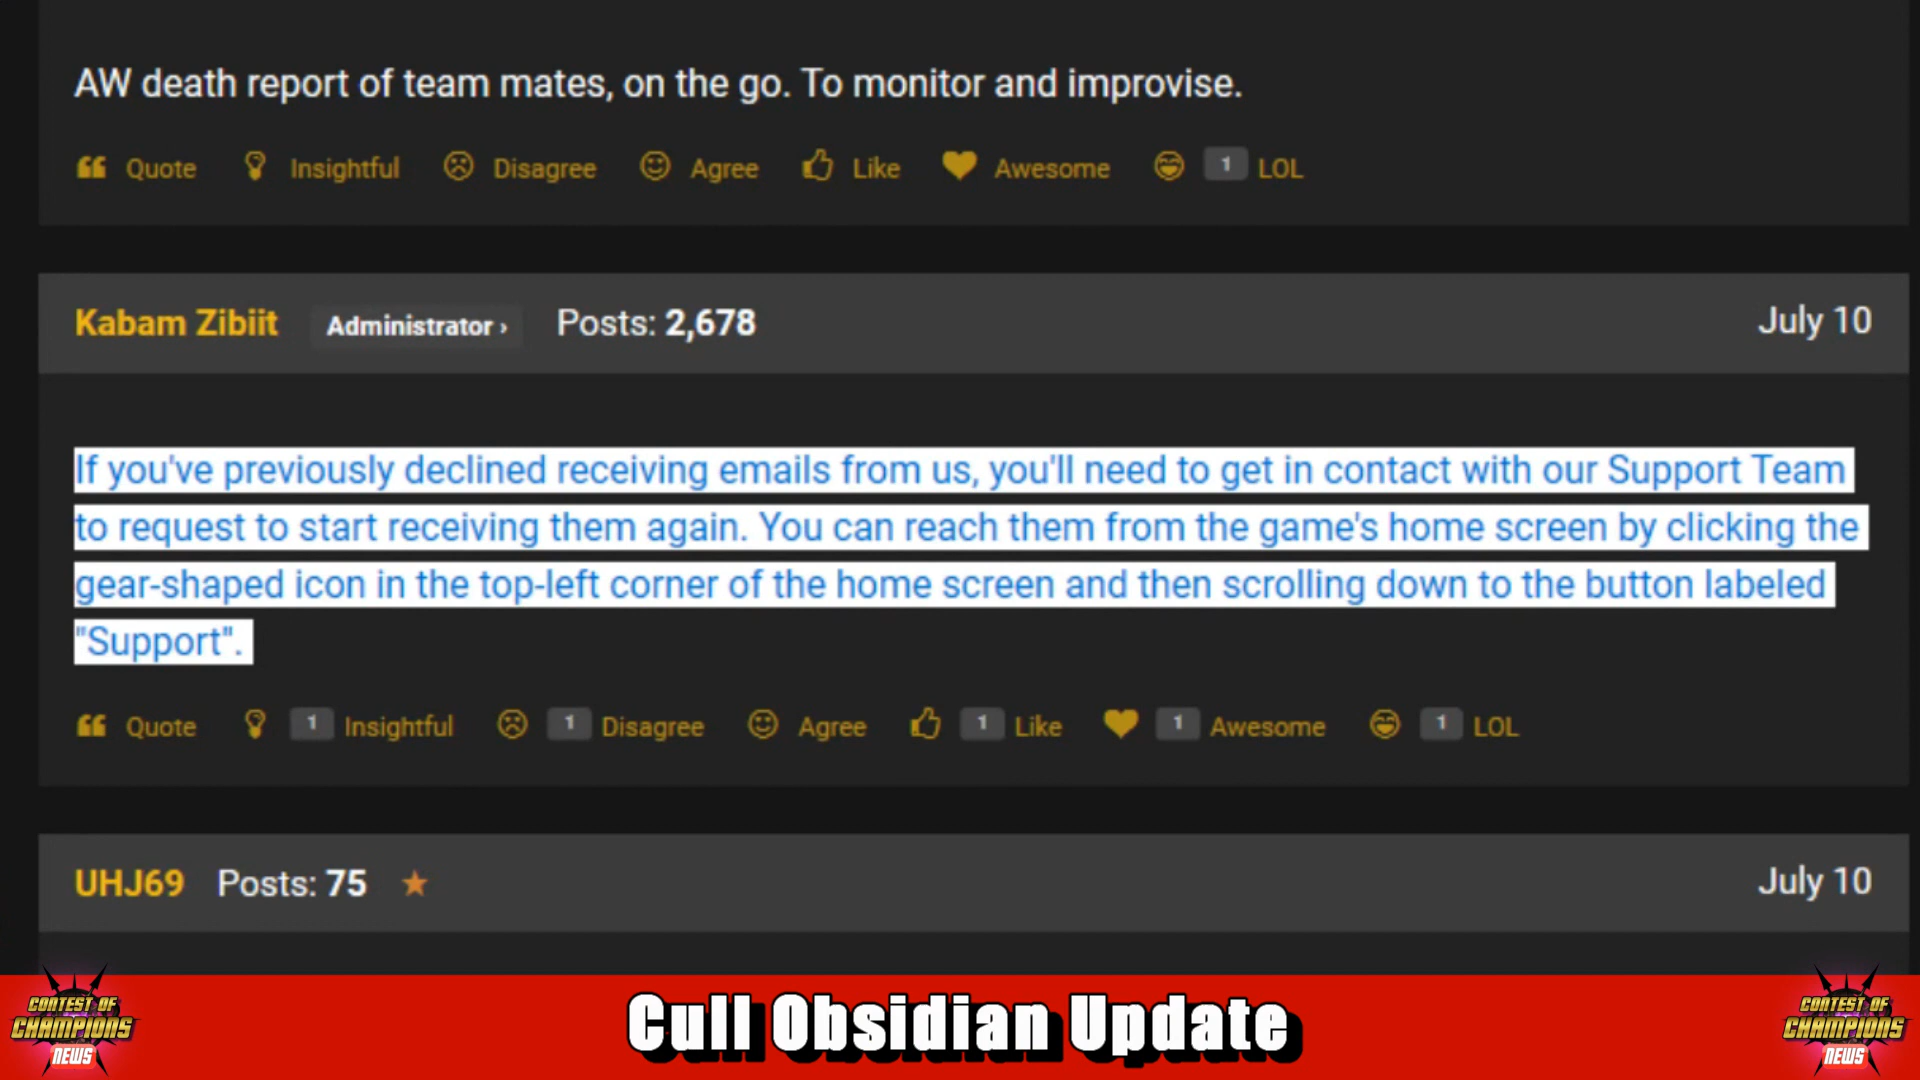 AW death report of team mates, on the go. To monitor and improvise.
Quote Insightful Disagree Agree Like Awesome 1 LOL
Kabam Zibiit Administrator › Posts: 2,678 July 10
If you've previously declined receiving emails from us, you'll need to get in contact with our Support Team
to request to start receiving them again. You can reach them from the game's home screen by clicking the
gear-shaped icon in the top-left corner of the home screen and then scrolling down to the button labeled
"Support".
Quote 1 Insightful 1 Disagree Agree 1 Like 1 Awesome 1 LOL
UHJ69 Posts: 75 July 10
CONTEST OF
CHAMPIONS
NEWS
Cull Obsidian Update
CONTEST OF
CHAMPIONS
NEWS